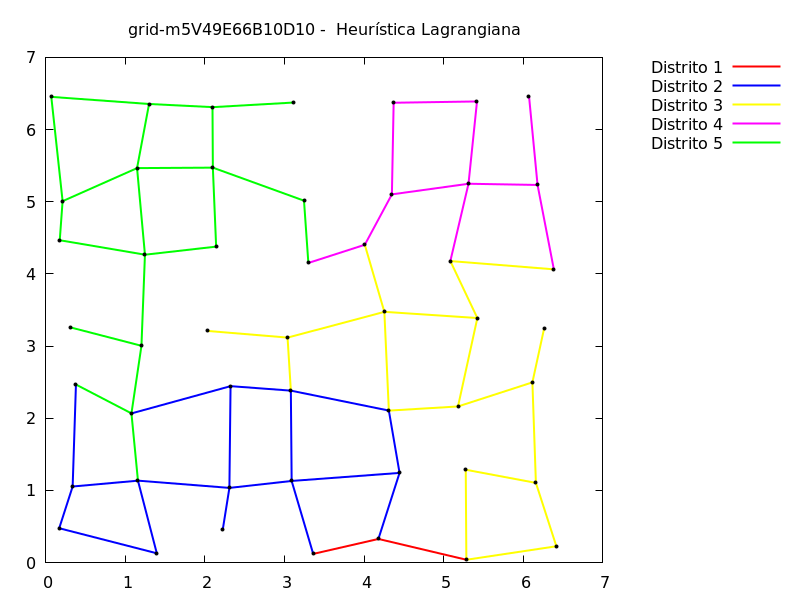 grid-m5V49E66B10D10 - Heurística Lagrangiana
Distrito 1
Distrito 2
Distrito 3
Distrito 4
Distrito 5
7
6
5
4
3
2
1
0
0 1 2 3 4 5 6 7